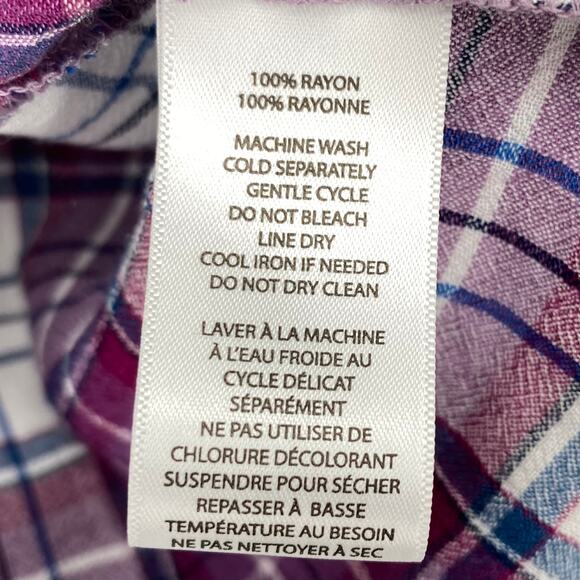 100% RAYON
100% RAYONNE
MACHINE WASH
COLD SEPARATELY
GENTLE CYCLE
DO NOT BLEACH
LINE DRY
COOL IRON IF NEEDED
DO NOT DRY CLEAN
LAVER À LA MACHINE
À L'EAU FROIDE AU
CYCLE DÉLICAT
SÉPARÉMENT
NE PAS UTILISER DE
CHLORURE DÉCOLORANT
SUSPENDRE POUR SÉCHER
REPASSER À BASSE
TEMPÉRATURE AU BESOIN
NE PAS NETTOYER À SEC